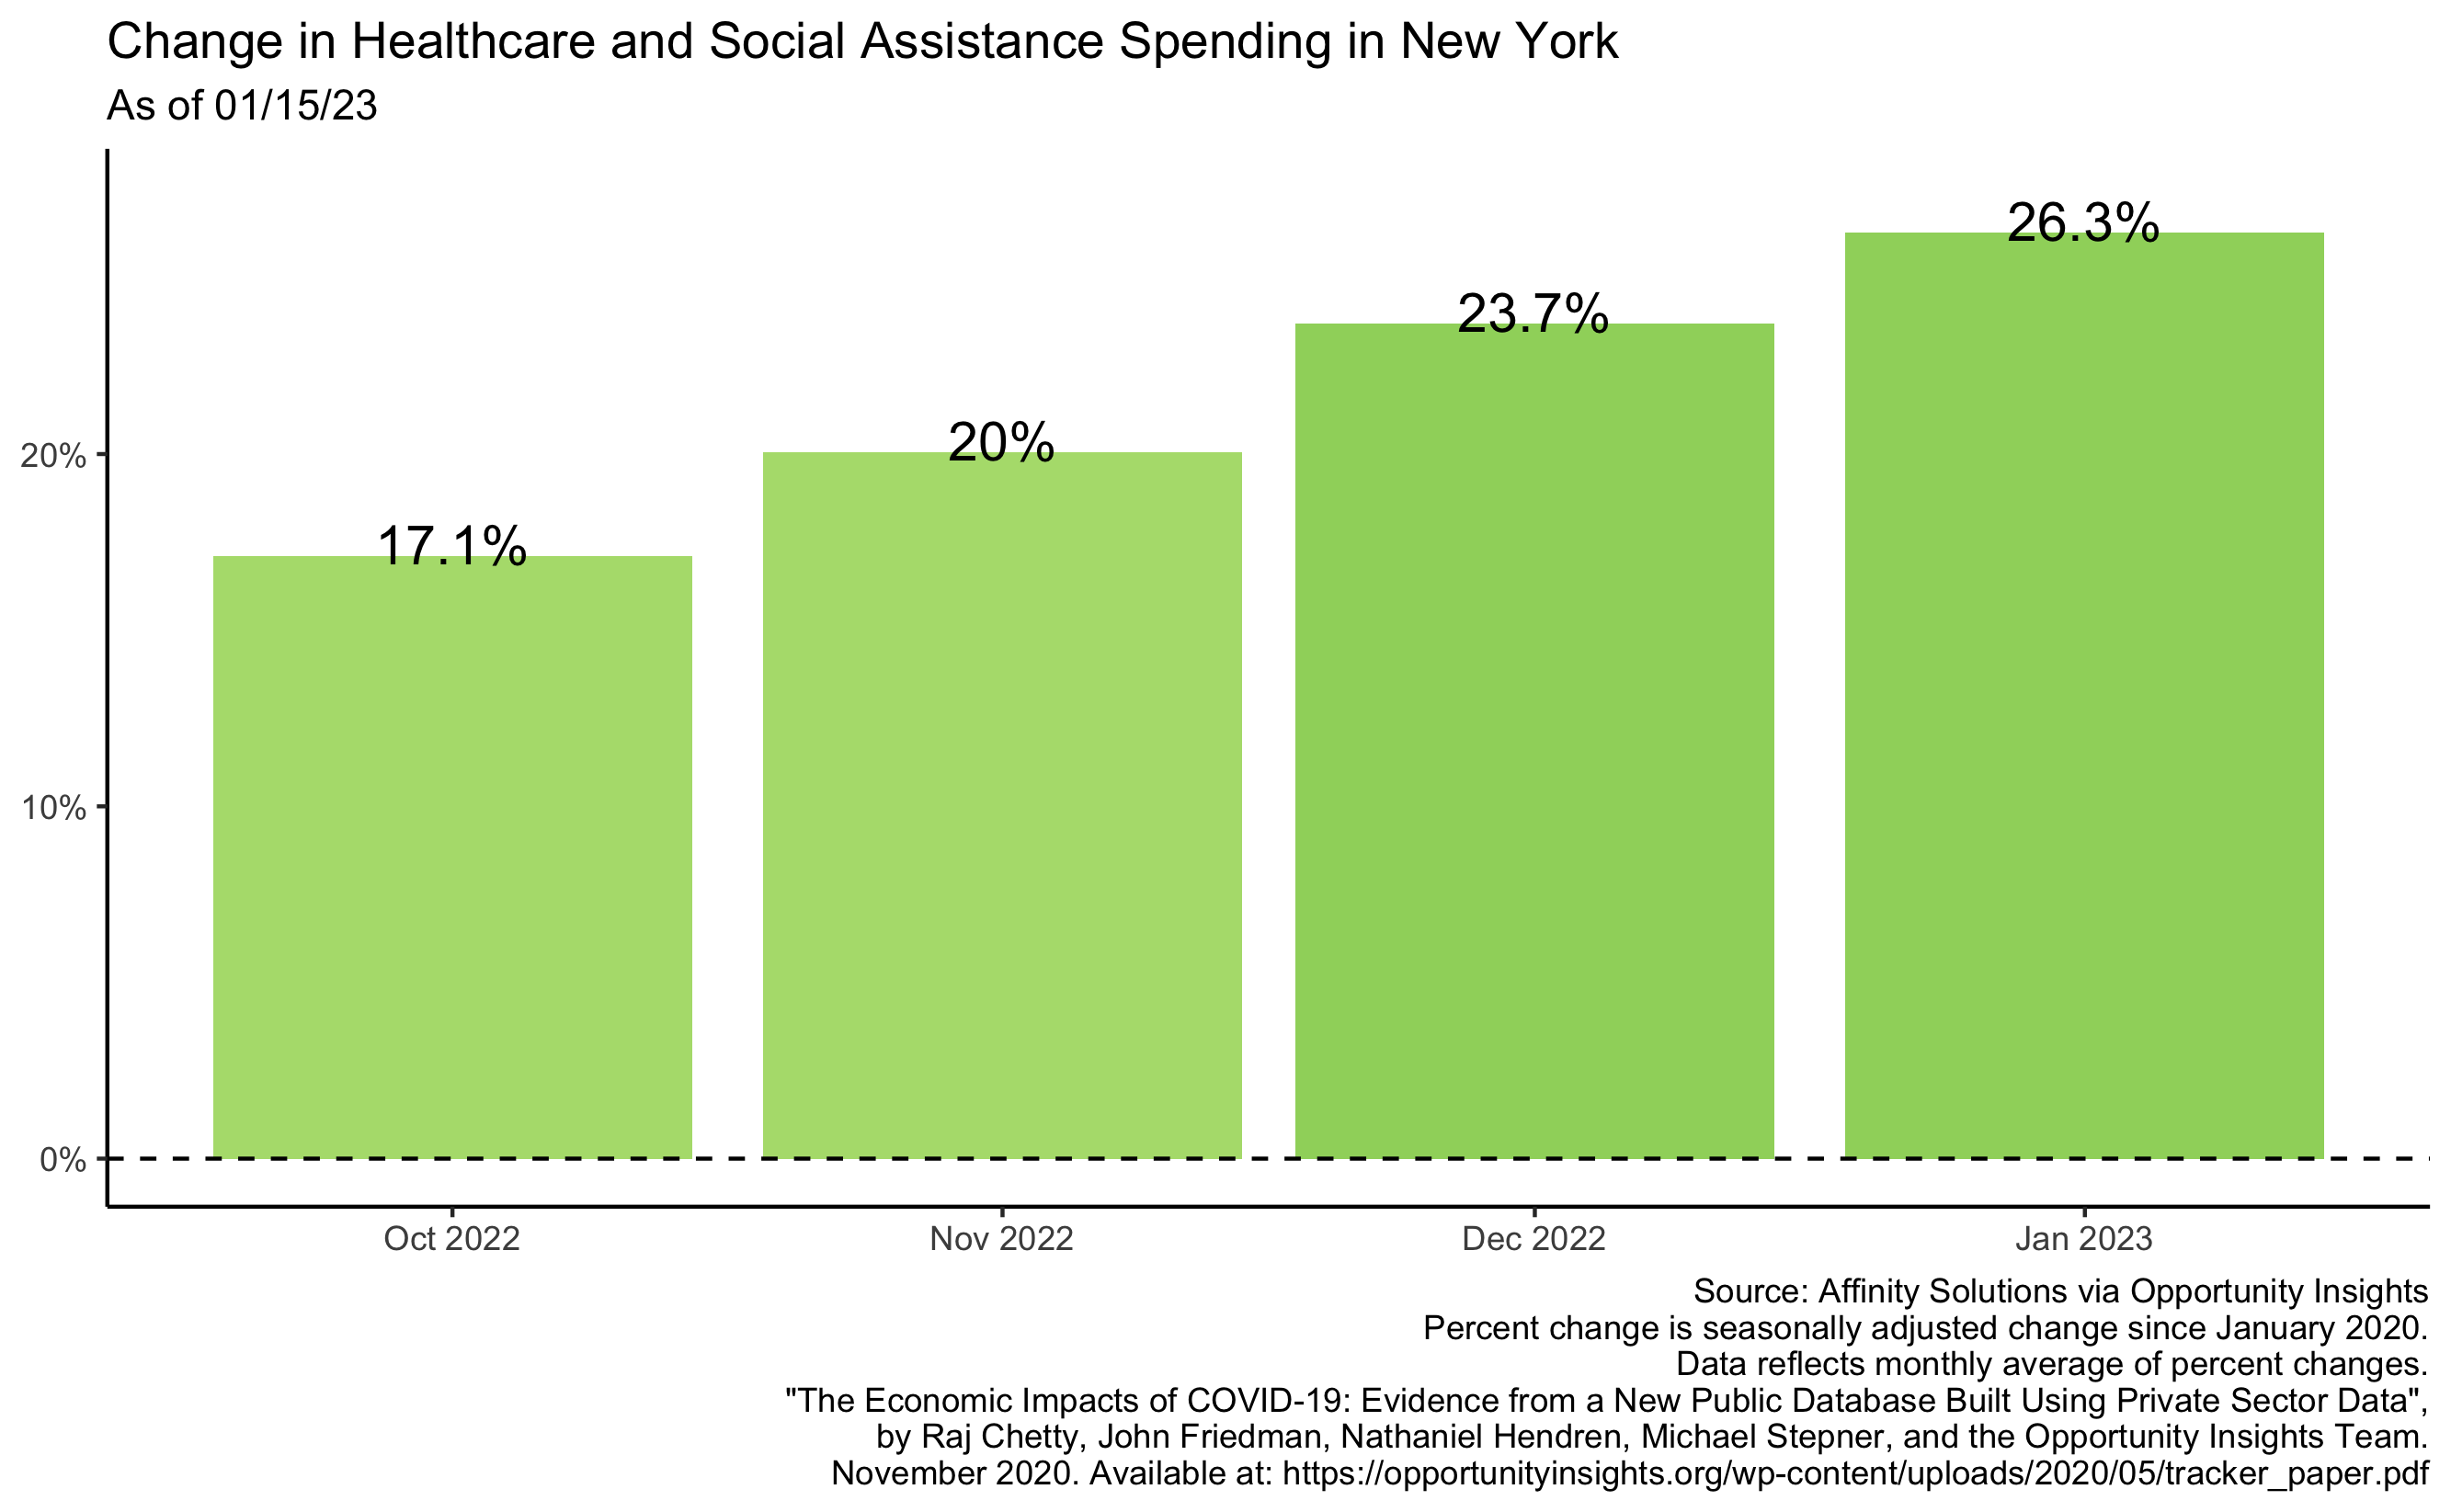 Change in Healthcare and Social Assistance Spending in New York
As of 01/15/23
26.3%
23.7%
20%
17.1%
20%
10%
0%
Oct 2022 Nov 2022 Dec 2022 Jan 2023
Source: Affinity Solutions via Opportunity Insights
Percent change is seasonally adjusted change since January 2020.
Data reflects monthly average of percent changes.
"The Economic Impacts of COVID-19: Evidence from a New Public Database Built Using Private Sector Data",
by Raj Chetty, John Friedman, Nathaniel Hendren, Michael Stepner, and the Opportunity Insights Team.
November 2020. Available at: https://opportunityinsights.org/wp-content/uploads/2020/05/tracker_paper.pdf